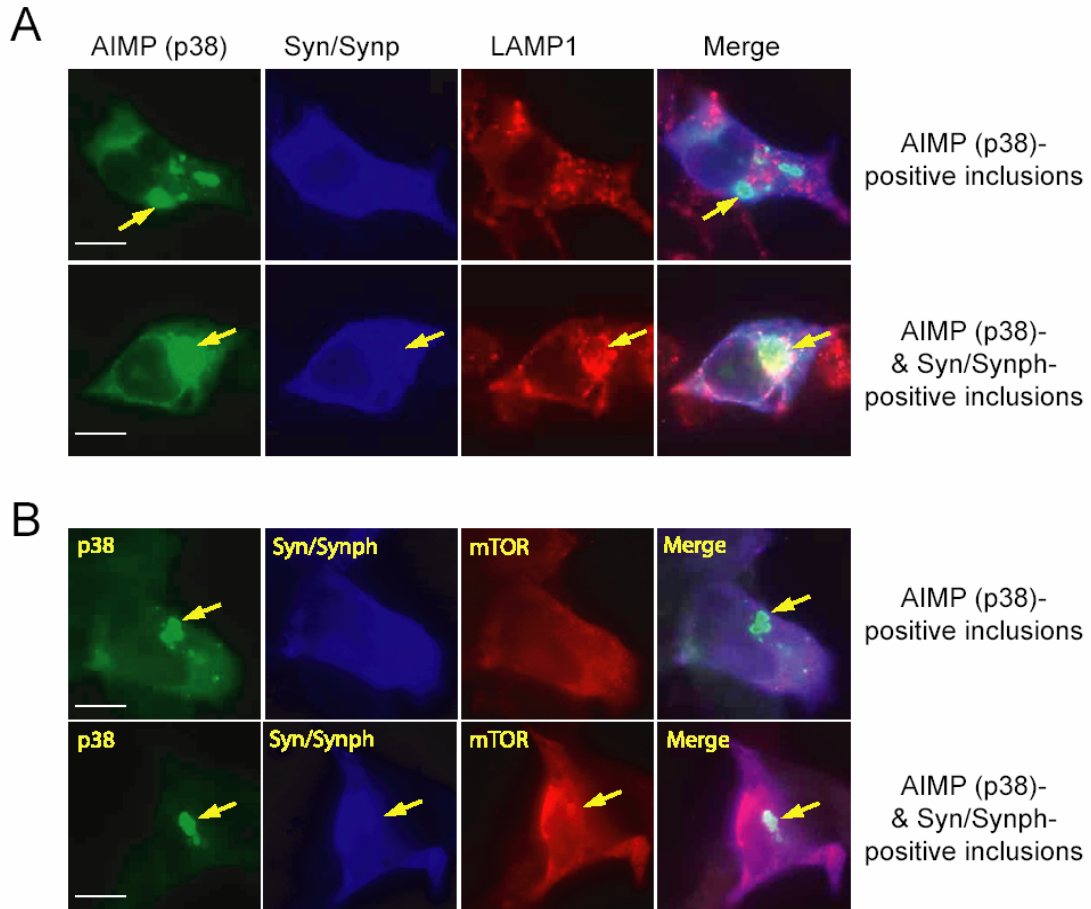 A
AIMP (p38)
Syn/Synp
LAMP1
Merge
AIMP (p38)-
positive inclusions
AIMP (p38)-
& Syn/Synph-
positive inclusions
B
p38
Syn/Synph
mTOR
Merge
AIMP (p38)-
positive inclusions
p38
Syn/Synph
mTOR
Merge
AIMP (p38)-
& Syn/Synph-
positive inclusions